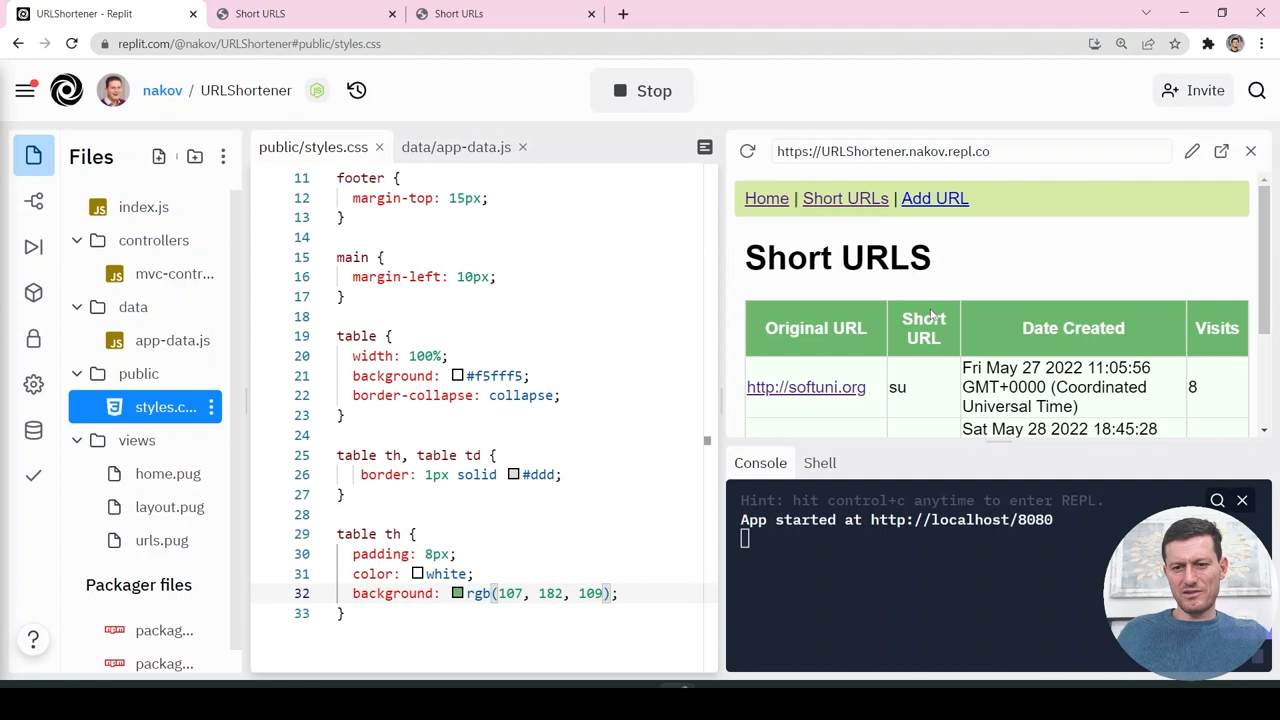 URLShortener - Replit
Short URLS
Short URLs
replit.com/@nakov/URLShortener#public/styles.css
nakov / URLShortener
Stop
Invite
Files
index.js
controllers
mvc-contr...
data
app-data.js
public
styles.c...
views
home.pug
layout.pug
urls.pug
Packager files
packag...
packag...
public/styles.css
data/app-data.js
11 footer {
12 margin-top: 15px;
13 }
14
15 main {
16 margin-left: 10px;
17 }
18
19 table {
20 width: 100%;
21 background: #f5fff5;
22 border-collapse: collapse;
23 }
24
25 table th, table td {
26 border: 1px solid #ddd;
27 }
28
29 table th {
30 padding: 8px;
31 color: white;
32 background: rgb(107, 182, 109);
33 }
https://URLShortener.nakov.repl.co
Home | Short URLs | Add URL
Short URLS
Original URL
Short
URL
Date Created
Visits
http://softuni.org
su
Fri May 27 2022 11:05:56
GMT+0000 (Coordinated
Universal Time)
8
Sat May 28 2022 18:45:28
Console
Shell
Hint: hit control+c anytime to enter REPL.
App started at http://localhost/8080